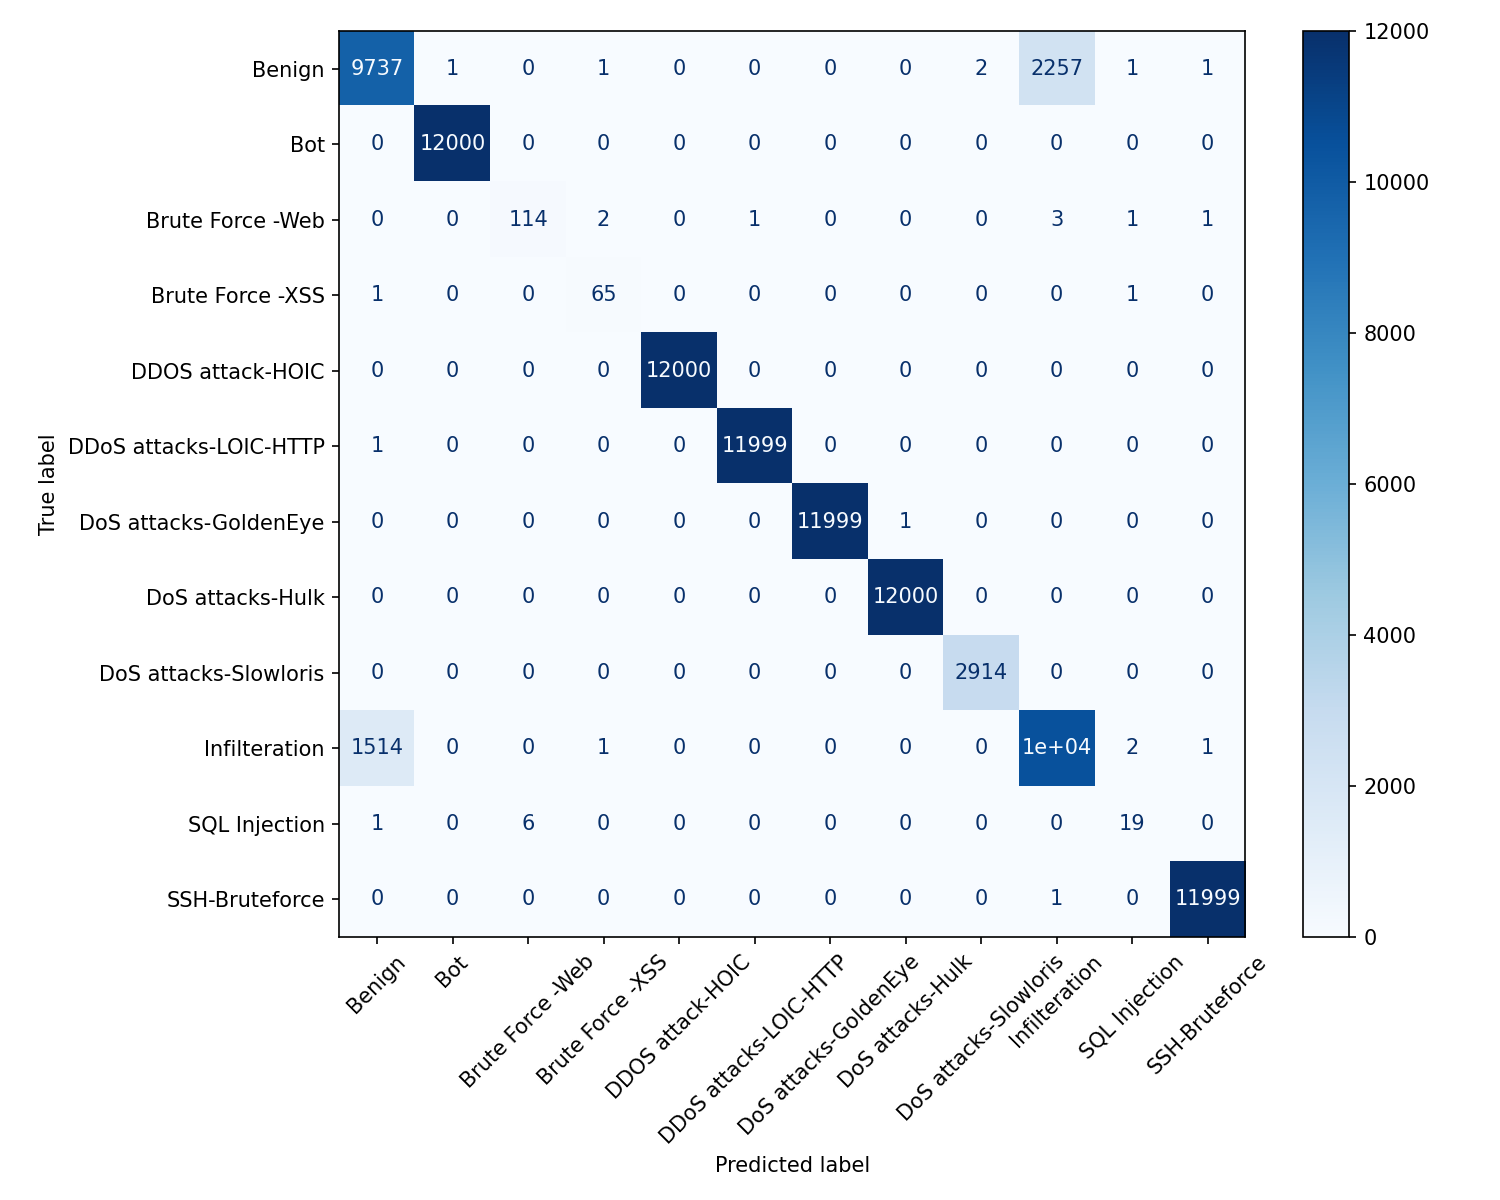 Benign 9737 1 0 1 0 0 0 0 2 2257 1 1
Bot 0 12000 0 0 0 0 0 0 0 0 0 0
Brute Force -Web 0 0 114 2 0 1 0 0 0 3 1 1
Brute Force -XSS 1 0 0 65 0 0 0 0 0 0 1 0
DDOS attack-HOIC 0 0 0 0 12000 0 0 0 0 0 0 0
DDoS attacks-LOIC-HTTP 1 0 0 0 0 11999 0 0 0 0 0 0
DoS attacks-GoldenEye 0 0 0 0 0 0 11999 1 0 0 0 0
DoS attacks-Hulk 0 0 0 0 0 0 0 12000 0 0 0 0
DoS attacks-Slowloris 0 0 0 0 0 0 0 0 2914 0 0 0
Infilteration 1514 0 0 1 0 0 0 0 0 1e+04 2 1
SQL Injection 1 0 6 0 0 0 0 0 0 0 19 0
SSH-Bruteforce 0 0 0 0 0 0 0 0 0 1 0 11999
True label
Benign
Bot
Brute Force -Web
Brute Force -XSS
DDOS attack-HOIC
DDoS attacks-LOIC-HTTP
DoS attacks-GoldenEye
DoS attacks-Hulk
DoS attacks-Slowloris
Infilteration
SQL Injection
SSH-Bruteforce
Predicted label
12000
10000
8000
6000
4000
2000
0